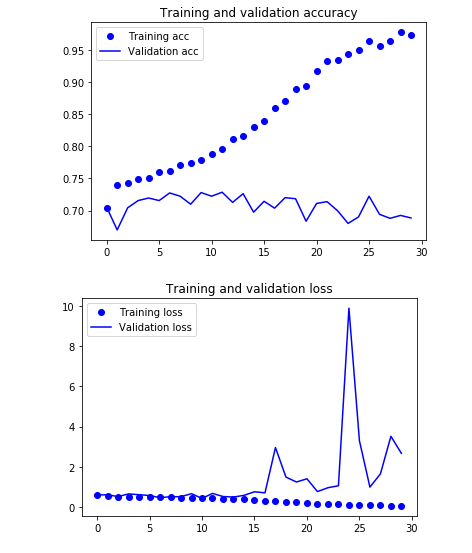 Training and validation accuracy
Training acc
Validation acc
0.95
0.90
0.85
0.80
0.75
0.70
0 5 10 15 20 25 30
Training and validation loss
Training loss
Validation loss
10
8
6
4
2
0
0 5 10 15 20 25 30